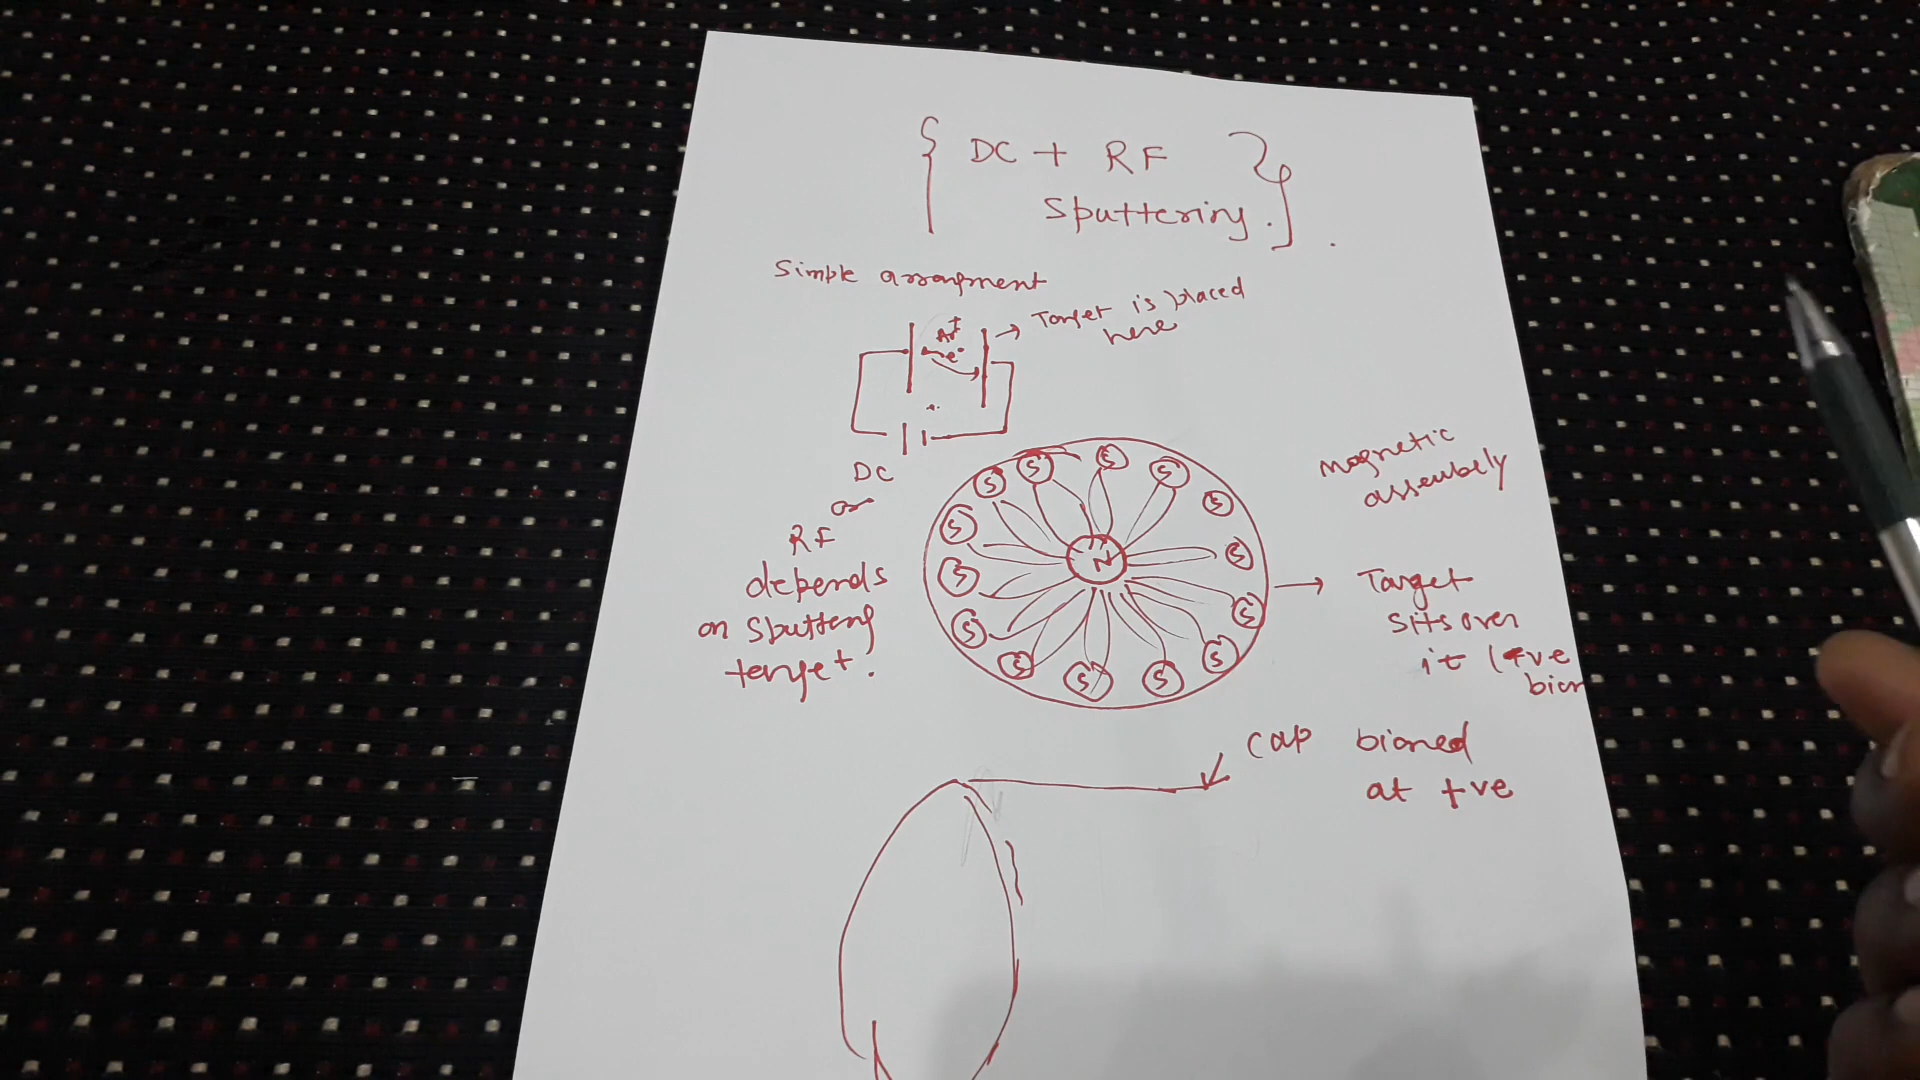 { DC + RF
Sputtering. }
Simple arrangment
Ar+
e-
→ Target is placed
here
DC
or
RF
depends
on Sputtering
target.
magnetic
assembely
S S S S S S S S S S S S S S
N
→ Target
sits over
it (-ve
bias
Cap biased
at +ve